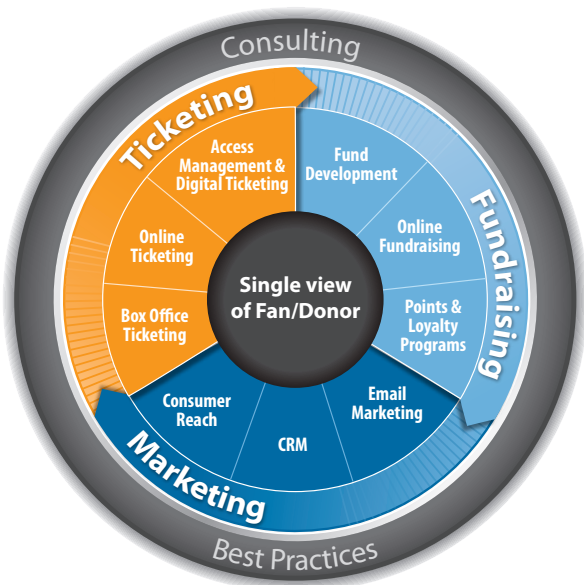 Consulting
Ticketing
Access
Management &
Digital Ticketing
Online
Ticketing
Box Office
Ticketing
Fund
Development
Online
Fundraising
Points &
Loyalty
Programs
Fundraising
Single view
of Fan/Donor
Consumer
Reach
CRM
Email
Marketing
Marketing
Best Practices